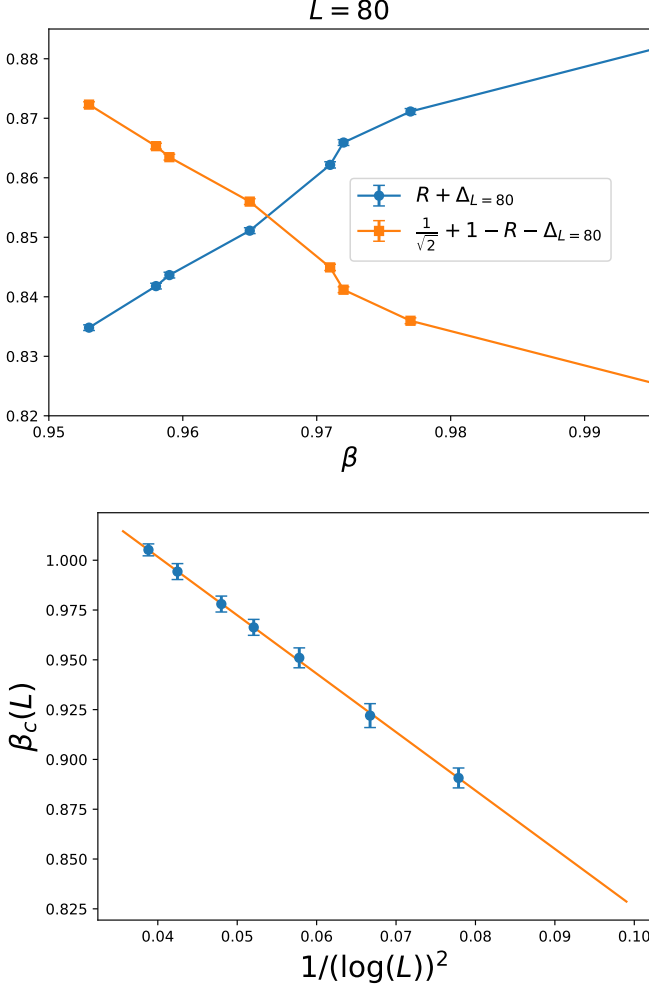 L = 80
0.88
0.87
0.86
0.85
0.84
0.83
0.82
R + Δ_{L=80}
\frac{1}{\sqrt{2}} + 1 − R − Δ_{L=80}
0.95 0.96 0.97 0.98 0.99
β
1.000
0.975
0.950
0.925
0.900
0.875
0.850
0.825
β_c(L)
0.04 0.05 0.06 0.07 0.08 0.09 0.10
1/(log(L))^2